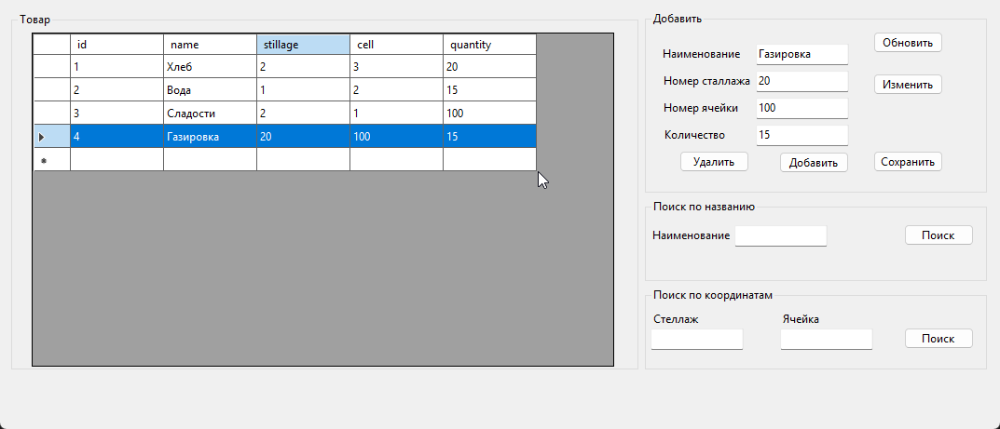 Товар
id name stillage cell quantity
1 Хлеб 2 3 20
2 Вода 1 2 15
3 Сладости 2 1 100
4 Газировка 20 100 15
Добавить
Обновить
Наименование Газировка
Номер сталлажа 20
Изменить
Номер ячейки 100
Количество 15
Удалить Добавить Сохранить
Поиск по названию
Наименование Поиск
Поиск по координатам
Стеллаж Ячейка
Поиск